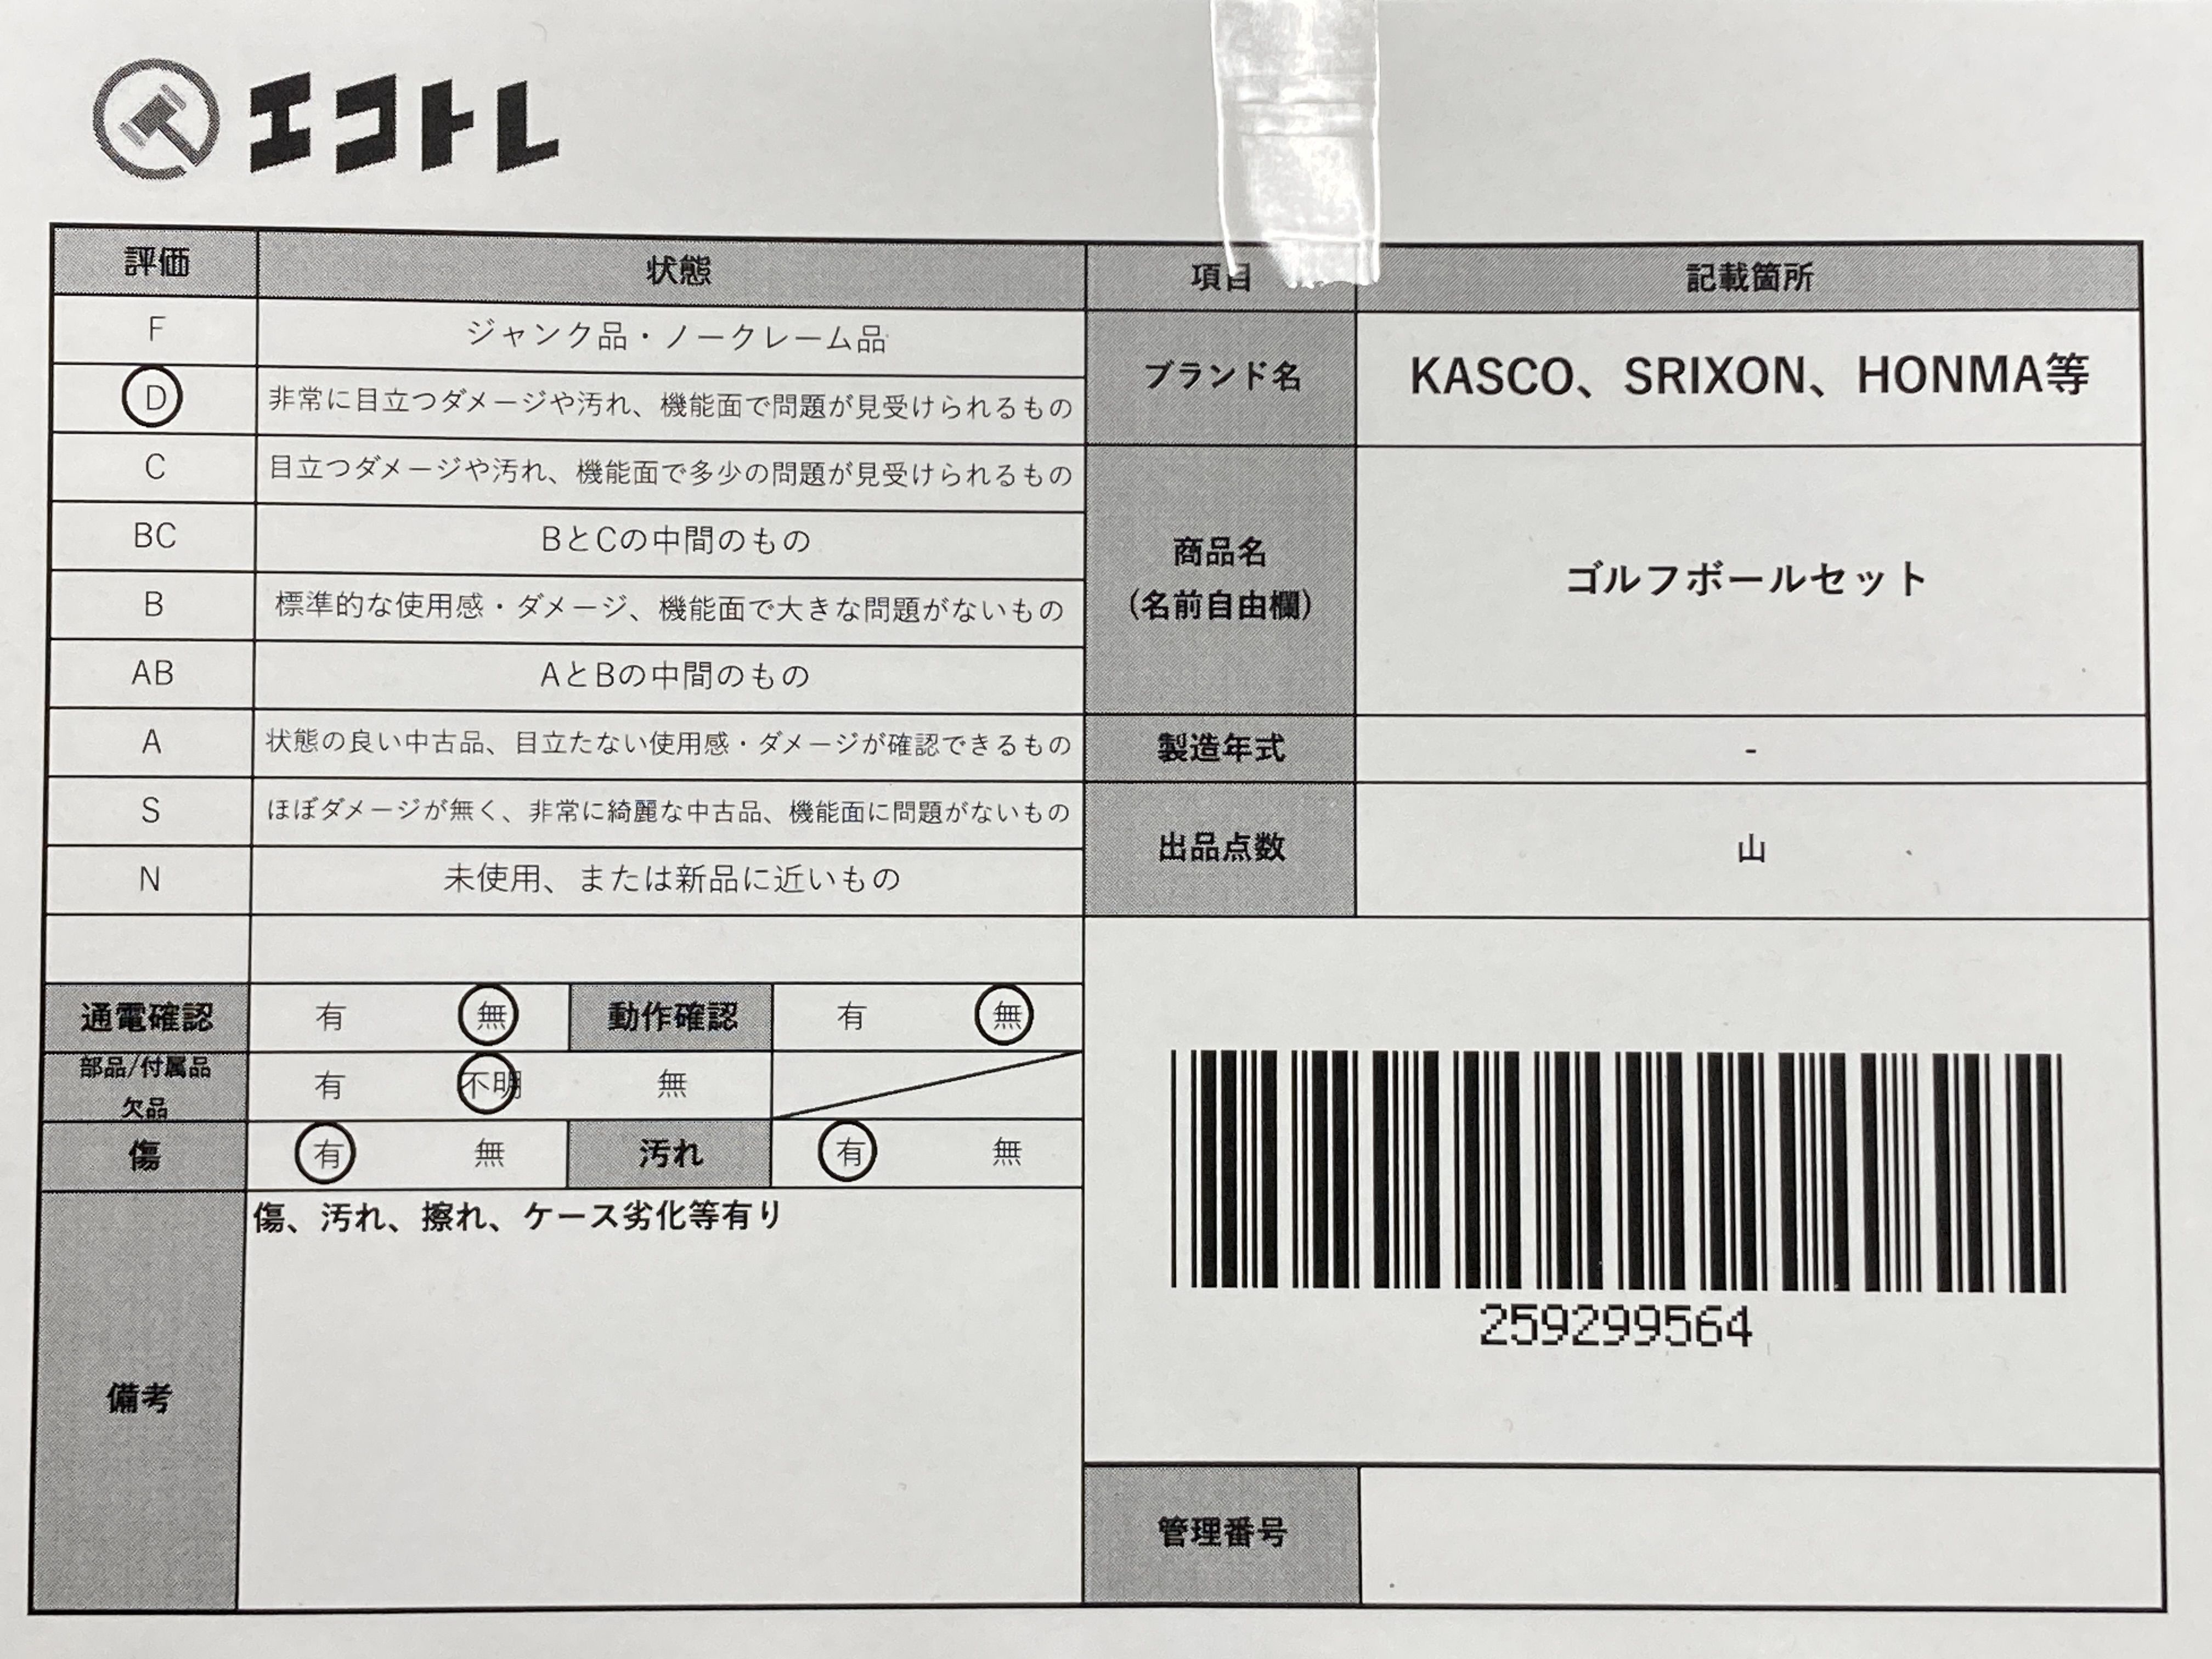 エコトレ
評価 状態 項目 記載箇所
F ジャンク品・ノークレーム品
D 非常に目立つダメージや汚れ、機能面で問題が見受けられるもの
ブランド名 KASCO、SRIXON、HONMA等
C 目立つダメージや汚れ、機能面で多少の問題が見受けられるもの
BC BとCの中間のもの
B 標準的な使用感・ダメージ、機能面で大きな問題がないもの
商品名
(名前自由欄)
ゴルフボールセット
AB AとBの中間のもの
A 状態の良い中古品、目立たない使用感・ダメージが確認できるもの
製造年式 -
S ほぼダメージが無く、非常に綺麗な中古品、機能面に問題がないもの
出品点数 山
N 未使用、または新品に近いもの
通電確認 有 無 動作確認 有 無
部品/付属品
欠品
有 不明 無
傷 有 無 汚れ 有 無
備考
傷、汚れ、擦れ、ケース劣化等有り
259299564
管理番号